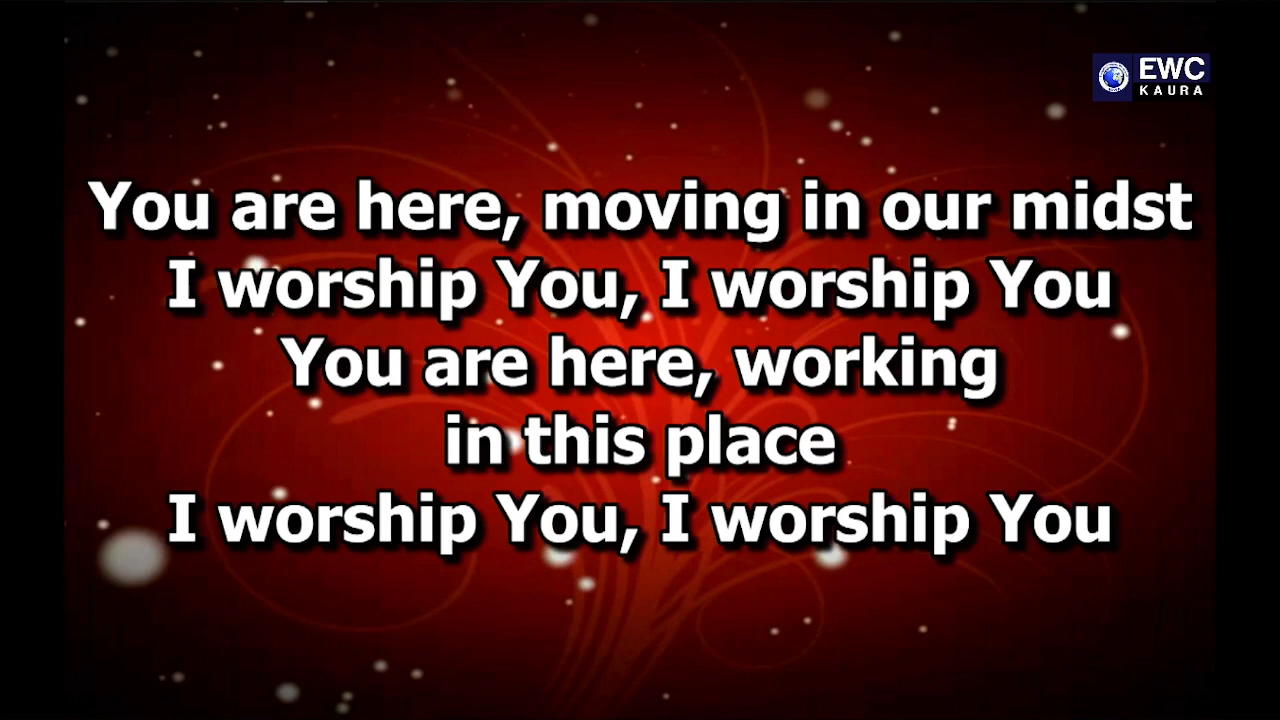 EWC
KAURA
You are here, moving in our midst
I worship You, I worship You
You are here, working
in this place
I worship You, I worship You